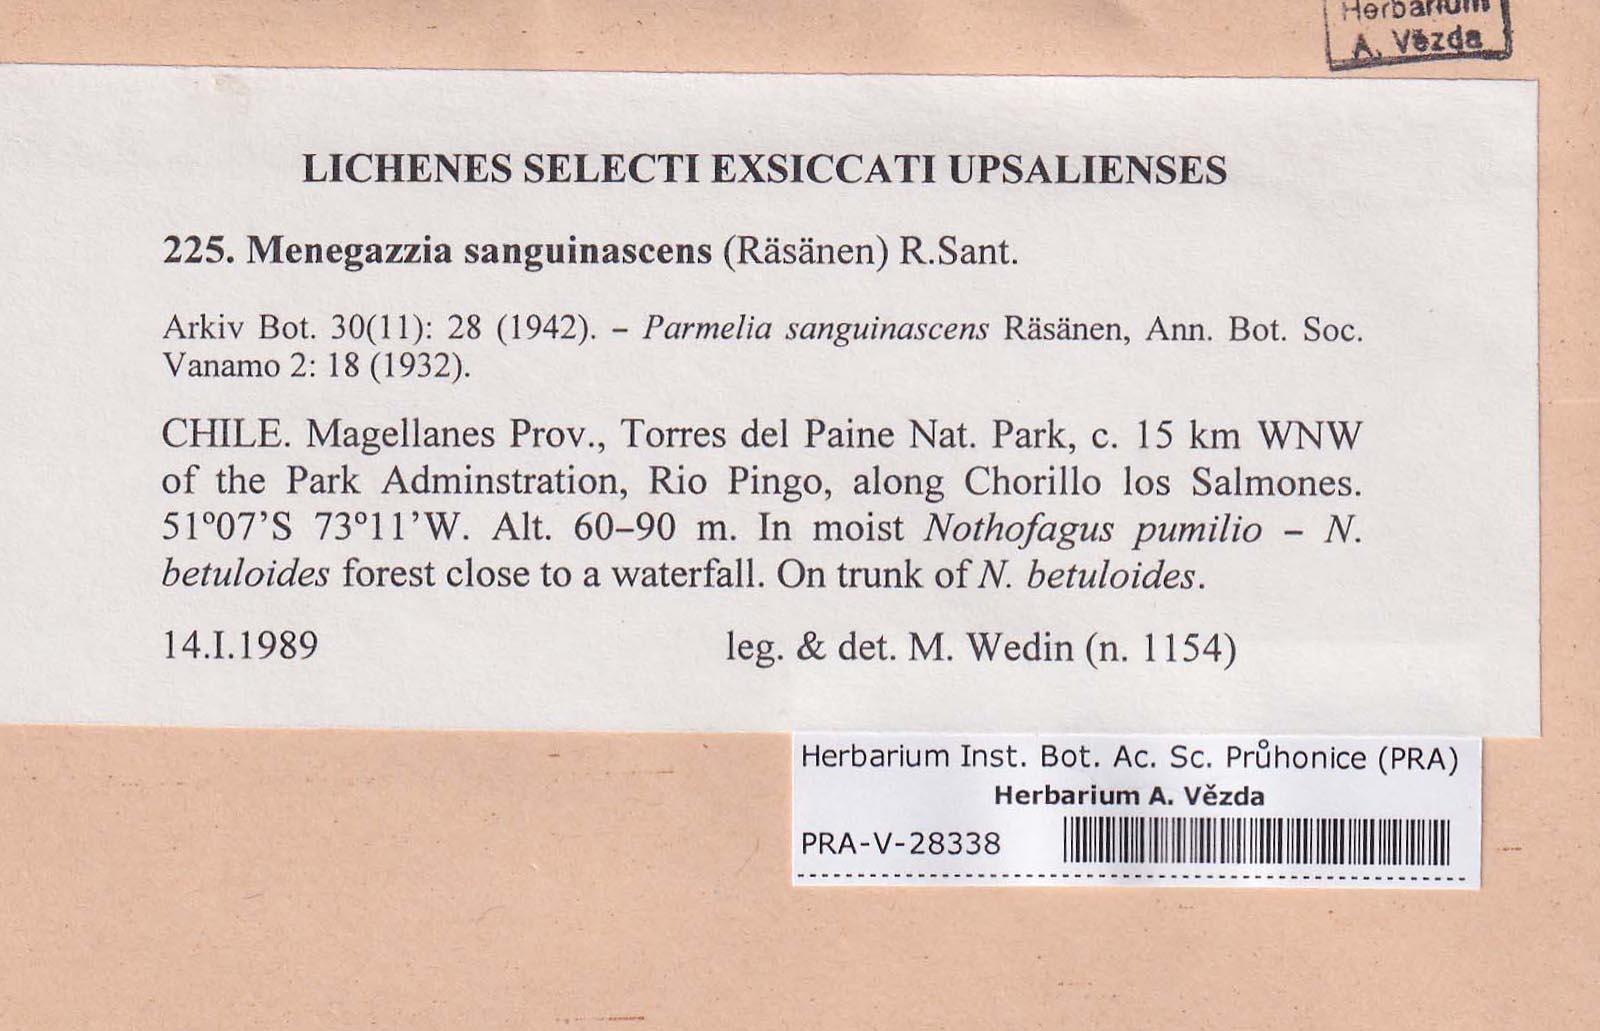 Herbarium
A. Vězda
LICHENES SELECTI EXSICCATI UPSALIENSES
225. Menegazzia sanguinascens (Räsänen) R.Sant.
Arkiv Bot. 30(11): 28 (1942). – Parmelia sanguinascens Räsänen, Ann. Bot. Soc.
Vanamo 2: 18 (1932).
CHILE. Magellanes Prov., Torres del Paine Nat. Park, c. 15 km WNW
of the Park Adminstration, Rio Pingo, along Chorillo los Salmones.
51º07’S 73º11’W. Alt. 60–90 m. In moist Nothofagus pumilio – N.
betuloides forest close to a waterfall. On trunk of N. betuloides.
14.I.1989 leg. & det. M. Wedin (n. 1154)
Herbarium Inst. Bot. Ac. Sc. Průhonice (PRA)
Herbarium A. Vězda
PRA-V-28338